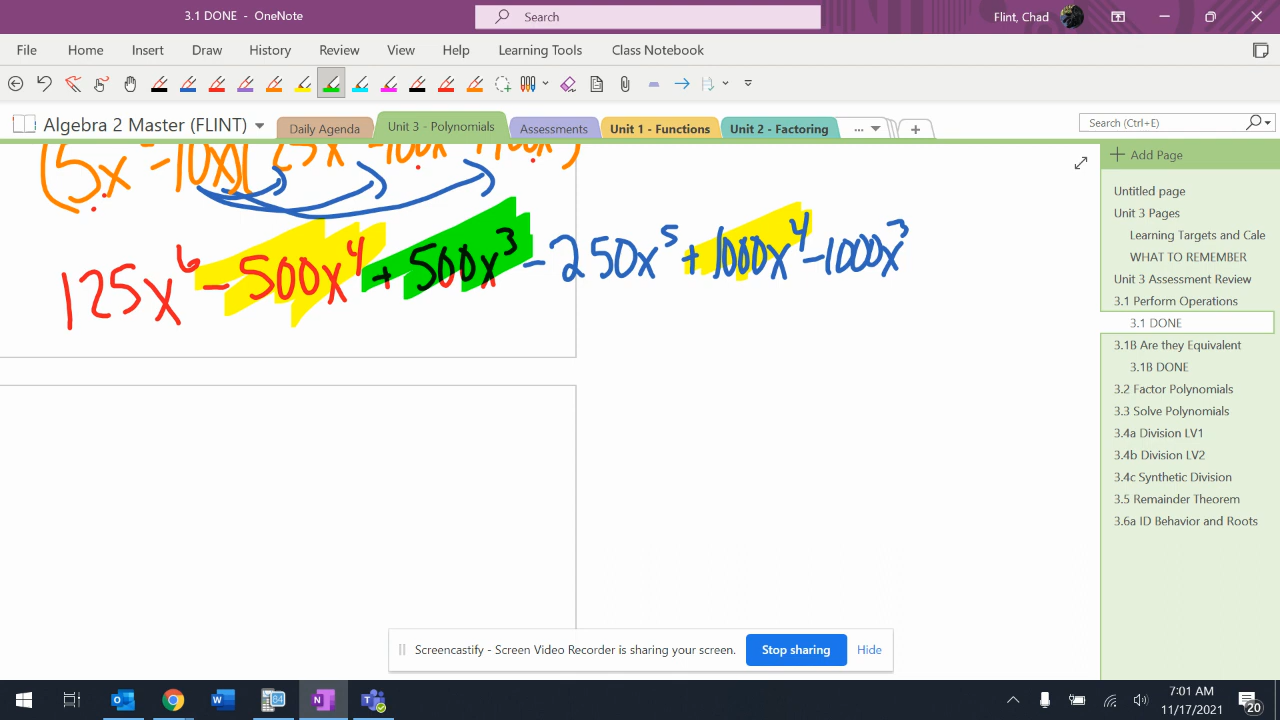 3.1 DONE - OneNote
Search
Flint, Chad
File Home Insert Draw History Review View Help Learning Tools Class Notebook
Algebra 2 Master (FLINT)
Daily Agenda
Unit 3 - Polynomials
Assessments
Unit 1 - Functions
Unit 2 - Factoring
...
+
Search (Ctrl+E)
125x⁶ - 500x⁴ + 500x³ - 250x⁵ + 1000x⁴ - 1000x³
Add Page
Untitled page
Unit 3 Pages
Learning Targets and Cale
WHAT TO REMEMBER
Unit 3 Assessment Review
3.1 Perform Operations
3.1 DONE
3.1B Are they Equivalent
3.1B DONE
3.2 Factor Polynomials
3.3 Solve Polynomials
3.4a Division LV1
3.4b Division LV2
3.4c Synthetic Division
3.5 Remainder Theorem
3.6a ID Behavior and Roots
Screencastify - Screen Video Recorder is sharing your screen.
Stop sharing
Hide
7:01 AM
11/17/2021
20